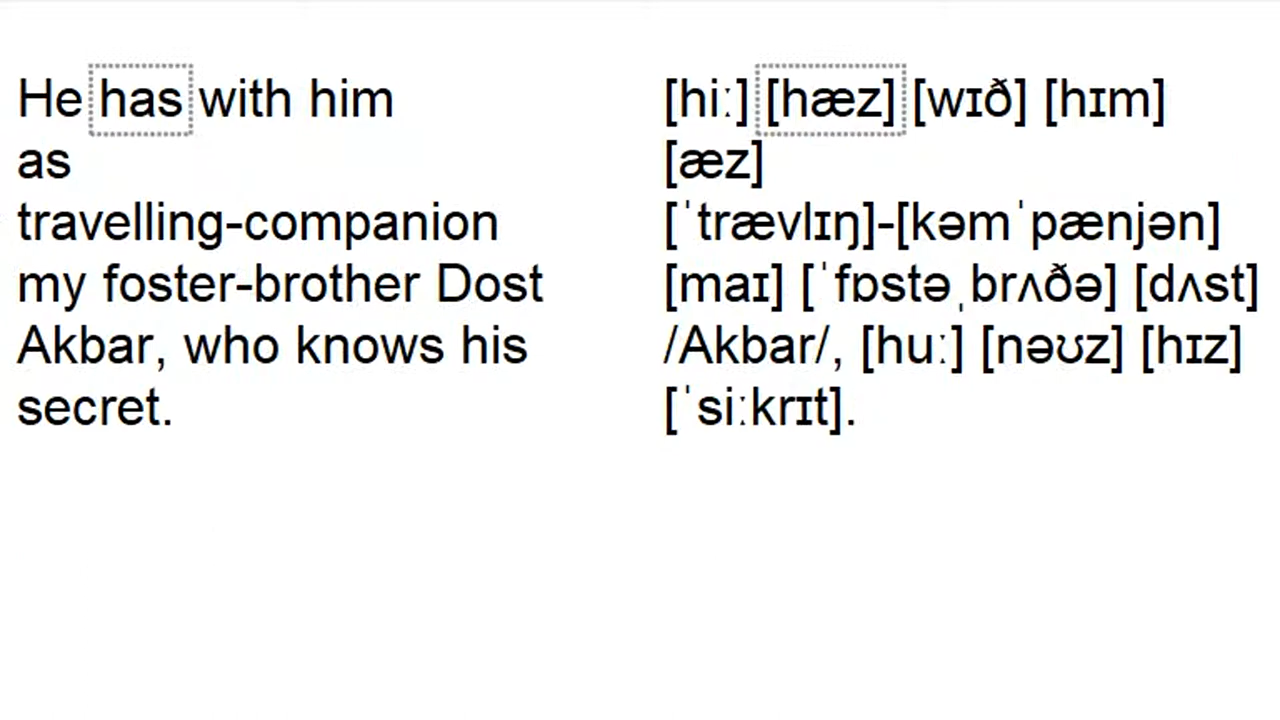 He has with him
as
travelling-companion
my foster-brother Dost
Akbar, who knows his
secret.
[hiː] [hæz] [wɪð] [hɪm]
[æz]
[ˈtrævlɪŋ]-[kəmˈpænjən]
[maɪ] [ˈfɒstəˌbrʌðə] [dʌst]
/Akbar/, [huː] [nəʊz] [hɪz]
[ˈsiːkrɪt].